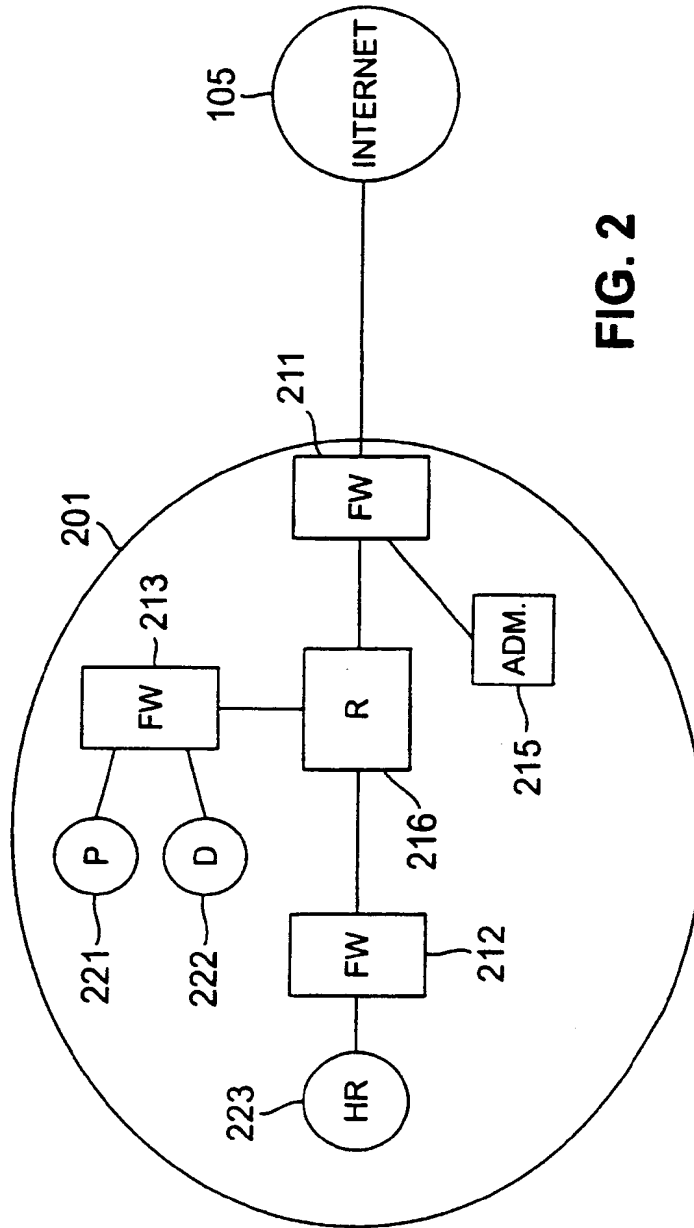 201
213
FW
P
221
D
222
HR
223
FW
212
R
216
211
FW
ADM.
215
105
INTERNET
FIG. 2